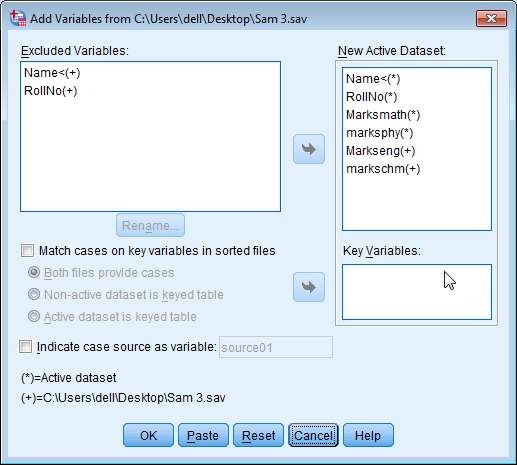 Add Variables from C:\Users\dell\Desktop\Sam 3.sav
Excluded Variables:
Name<(+)
RollNo(+)
New Active Dataset:
Name<(*)
RollNo(*)
Marksmath(*)
marksphy(*)
Markseng(+)
markschm(+)
Rename...
Match cases on key variables in sorted files
Both files provide cases
Non-active dataset is keyed table
Active dataset is keyed table
Key Variables:
Indicate case source as variable: source01
(*)=Active dataset
(+)=C:\Users\dell\Desktop\Sam 3.sav
OK Paste Reset Cancel Help